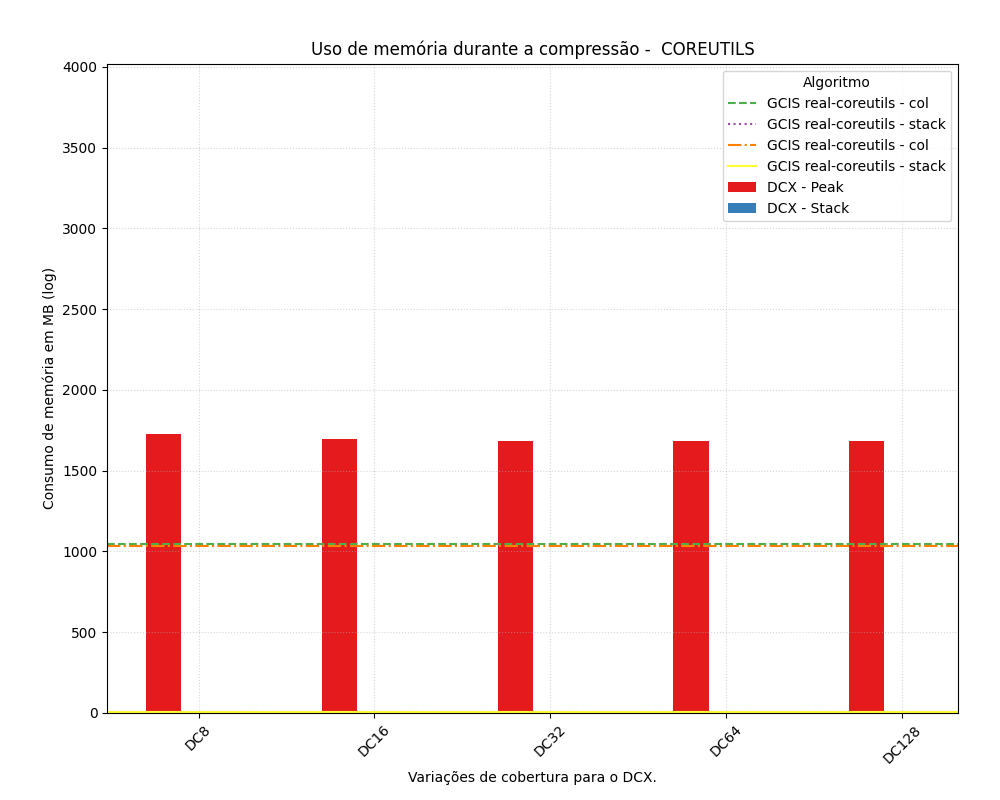 Uso de memória durante a compressão -  COREUTILS
Consumo de memória em MB (log)
4000
3500
3000
2500
2000
1500
1000
500
0
Algoritmo
GCIS real-coreutils - col
GCIS real-coreutils - stack
GCIS real-coreutils - col
GCIS real-coreutils - stack
DCX - Peak
DCX - Stack
DC8
DC16
DC32
DC64
DC128
Variações de cobertura para o DCX.